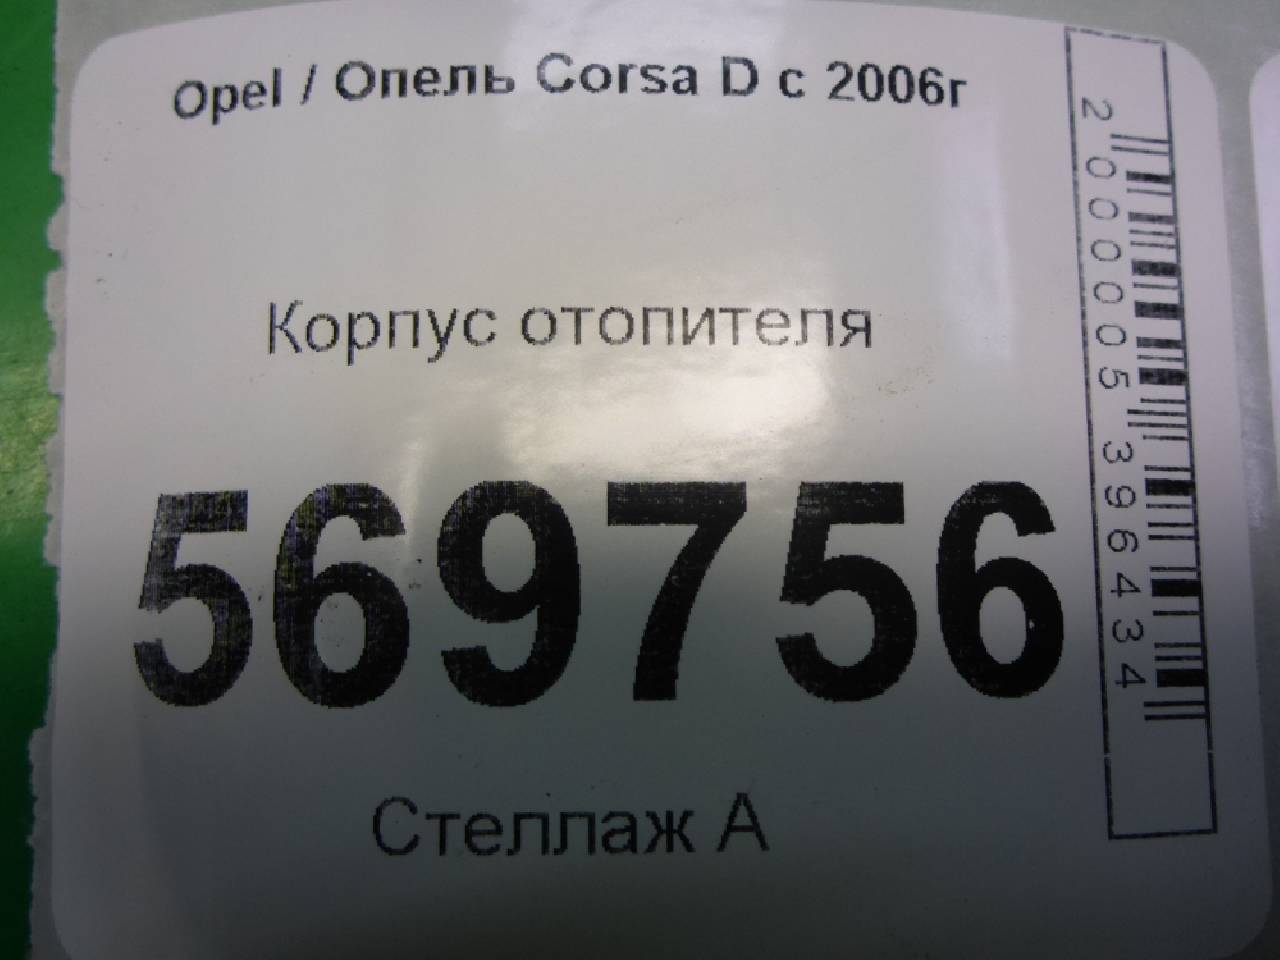 Opel / Опель Corsa D с 2006г
Корпус отопителя
569756
Стеллаж А
2000005396434